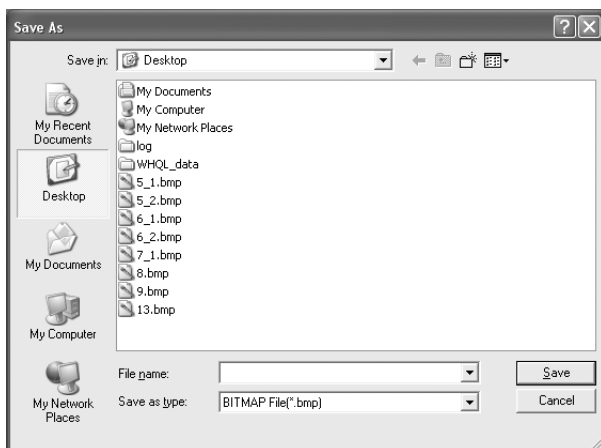 Save As
Save in:
Desktop
My Recent
Documents
Desktop
My Documents
My Computer
My Network
Places
My Documents
My Computer
My Network Places
log
WHQL_data
5_1.bmp
5_2.bmp
6_1.bmp
6_2.bmp
7_1.bmp
8.bmp
9.bmp
13.bmp
File name:
Save
Save as type:
BITMAP File(*.bmp)
Cancel